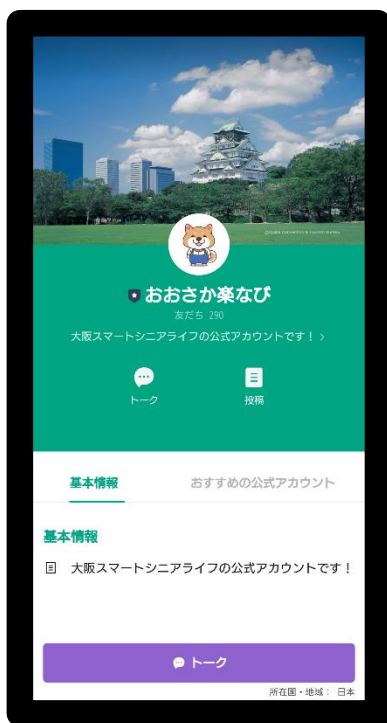 おおさか楽なび
友だち 290
大阪スマートシニアライフの公式アカウントです！
トーク
投稿
基本情報
おすすめの公式アカウント
基本情報
大阪スマートシニアライフの公式アカウントです！
トーク
所在国・地域： 日本